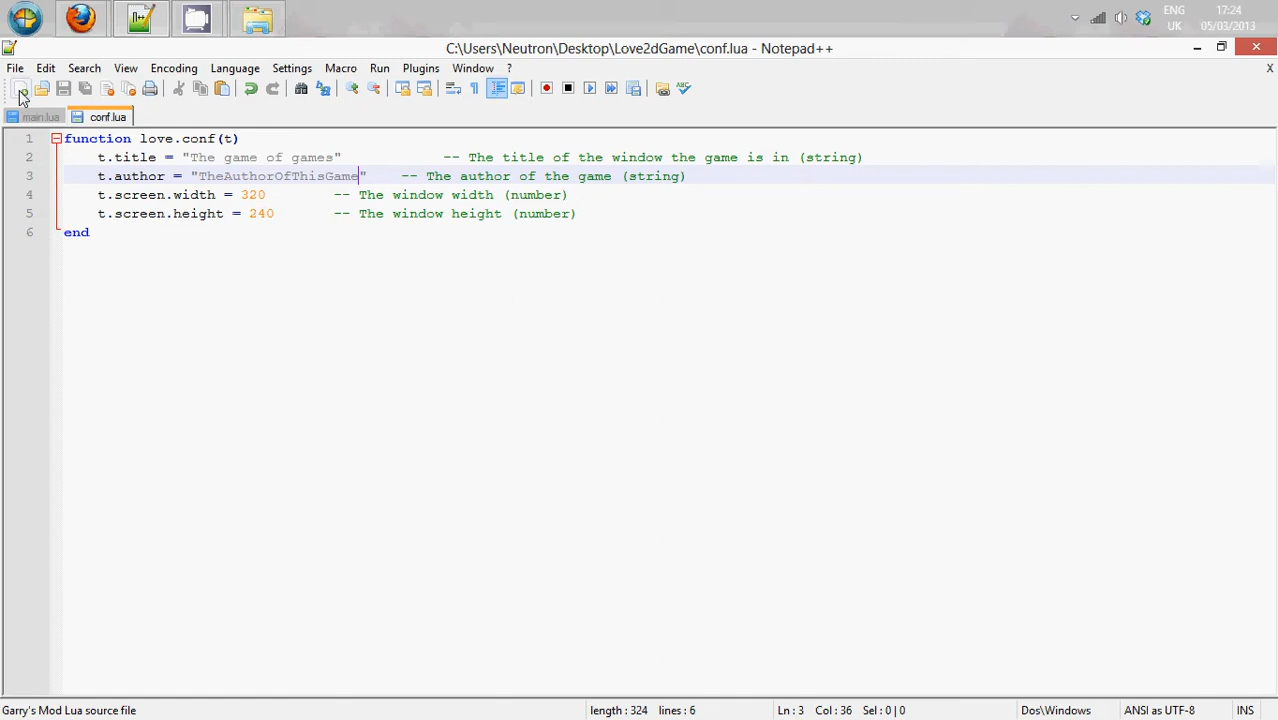 ENG 17:24
UK 05/03/2013
C:\Users\Neutron\Desktop\Love2dGame\conf.lua - Notepad++
File Edit Search View Encoding Language Settings Macro Run Plugins Window ? X
main.lua conf.lua
1 function love.conf(t)
2 t.title = "The game of games" -- The title of the window the game is in (string)
3 t.author = "TheAuthorOfThisGame" -- The author of the game (string)
4 t.screen.width = 320 -- The window width (number)
5 t.screen.height = 240 -- The window height (number)
6 end
Garry's Mod Lua source file length : 324 lines : 6 Ln : 3 Col : 36 Sel : 0 | 0 Dos\Windows ANSI as UTF-8 INS